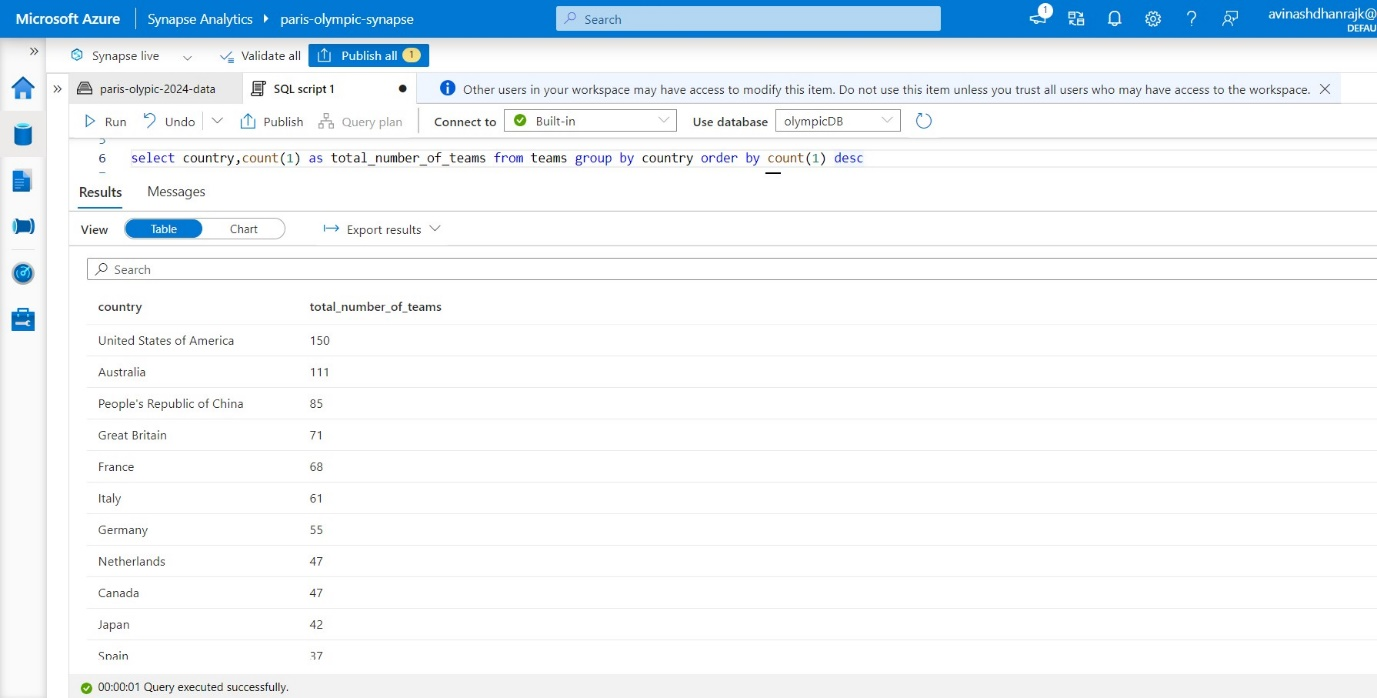 Microsoft Azure Synapse Analytics paris-olympic-synapse Search 1 avinashdhanrajk@
DEFAU
Synapse live Validate all Publish all 1
paris-olypic-2024-data SQL script 1 Other users in your workspace may have access to modify this item. Do not use this item unless you trust all users who may have access to the workspace.
Run Undo Publish Query plan Connect to Built-in Use database olympicDB
6 select country,count(1) as total_number_of_teams from teams group by country order by count(1) desc
Results Messages
View Table Chart Export results
Search
country total_number_of_teams
United States of America 150
Australia 111
People's Republic of China 85
Great Britain 71
France 68
Italy 61
Germany 55
Netherlands 47
Canada 47
Japan 42
Spain 37
00:00:01 Query executed successfully.